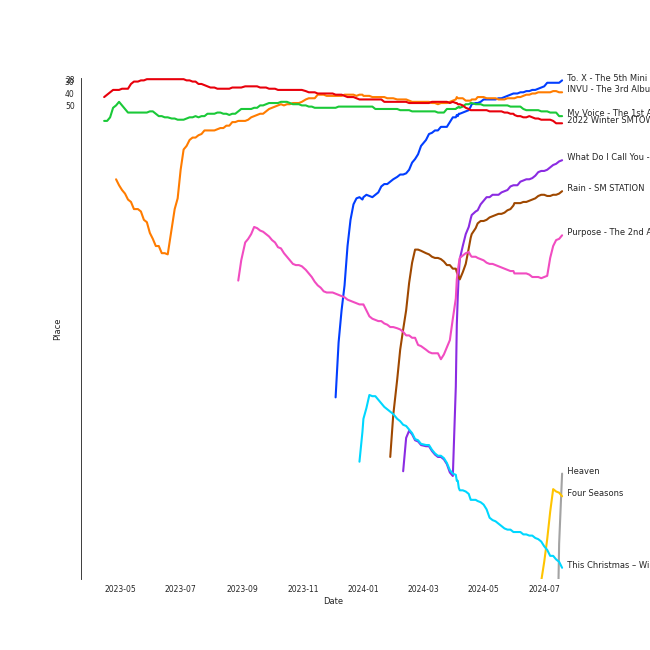 To. X - The 5th Mini
INVU - The 3rd Albu
40
50
My Voice - The 1st A
2022 Winter SMTOW
What Do I Call You -
Rain - SM STATION
Purpose - The 2nd A
Place
Heaven
Four Seasons
This Christmas – Wi
2023-05
2023-07
2023-09
2023-11
2024-01
2024-03
2024-05
2024-07
Date